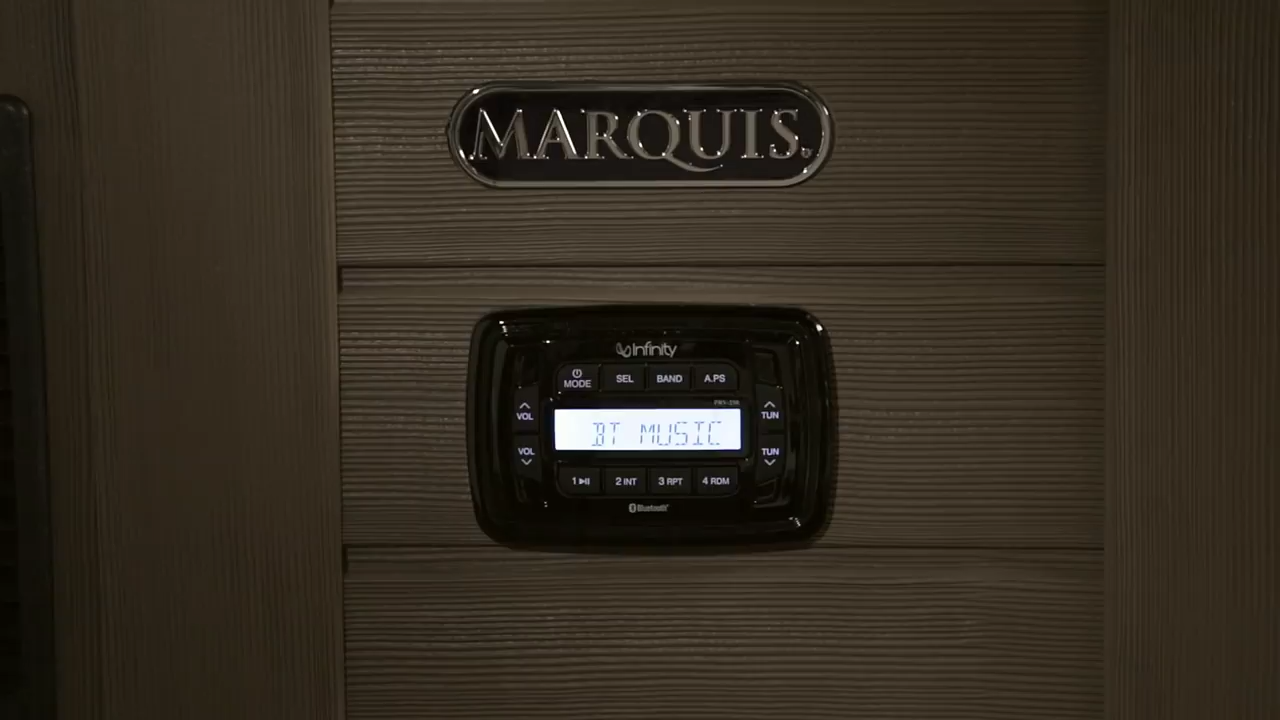 MARQUIS®
Infinity
MODE SEL BAND A.PS
VOL TUN
BT MUSIC
VOL TUN
1 2 INT 3 RPT 4 RDM
Bluetooth